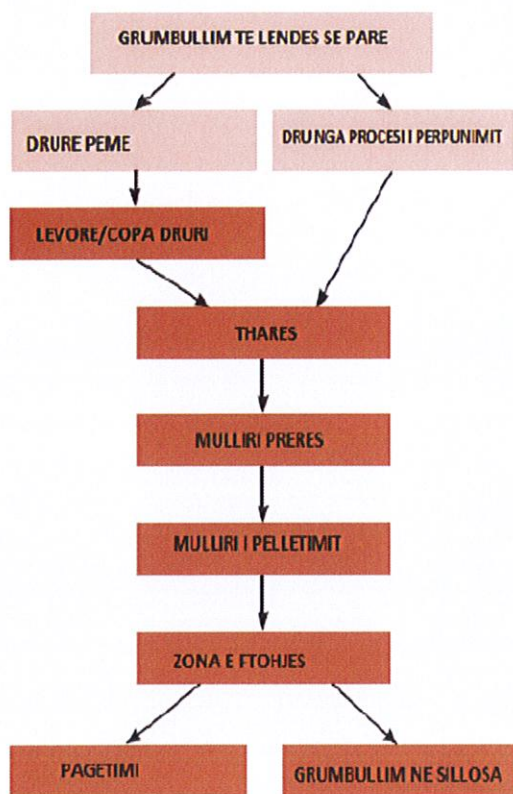 GRUMBULLIM TE LENDES SE PARE
DRURE PEME
DRUNGA PROCESI I PERPUNIMIT
LEVORE/COPA DRURI
THARES
MULLIRI PRERES
MULLIRI I PELLETIMIT
ZONA E FTOHJES
PAGETIMI
GRUMBULLIM NE SILLOSA